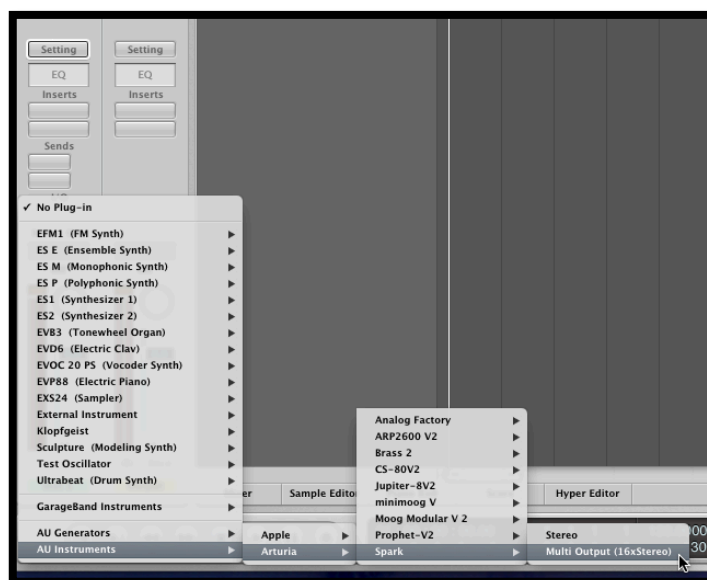 Setting Setting
EQ EQ
Inserts Inserts
Sends
✓ No Plug-in
EFM1 (FM Synth)
ES E (Ensemble Synth)
ES M (Monophonic Synth)
ES P (Polyphonic Synth)
ES1 (Synthesizer 1)
ES2 (Synthesizer 2)
EVB3 (Tonewheel Organ)
EVD6 (Electric Clav)
EVOC 20 PS (Vocoder Synth)
EVP88 (Electric Piano)
EXS24 (Sampler)
External Instrument
Klopfgeist
Sculpture (Modeling Synth)
Test Oscillator
Ultrabeat (Drum Synth)
GarageBand Instruments
AU Generators
AU Instruments
Sample Edito
Hyper Editor
Apple
Arturia
Analog Factory
ARP2600 V2
Brass 2
CS-80V2
Jupiter-8V2
minimoog V
Moog Modular V 2
Prophet-V2
Spark
Stereo
Multi Output (16xStereo)
30